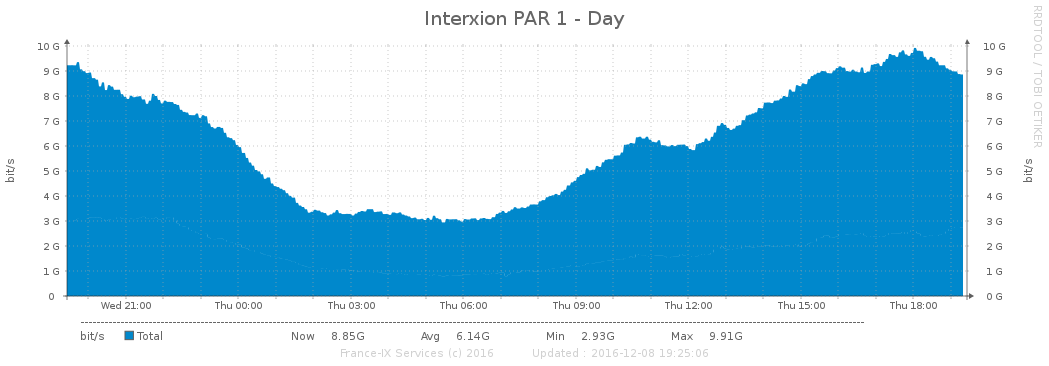 Interxion PAR 1 - Day
RRDTOOL / TOBI OETIKER
bit/s
10 G
9 G
8 G
7 G
6 G
5 G
4 G
3 G
2 G
1 G
0
10 G
9 G
8 G
7 G
6 G
5 G
4 G
3 G
2 G
1 G
0 G
bit/s
Wed 21:00 Thu 00:00 Thu 03:00 Thu 06:00 Thu 09:00 Thu 12:00 Thu 15:00 Thu 18:00
bit/s Total Now 8.85G Avg 6.14G Min 2.93G Max 9.91G
France-IX Services (c) 2016 Updated : 2016-12-08 19:25:06